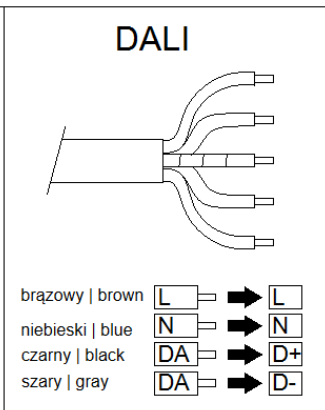 DALI
brązowy | brown L L
niebieski | blue N N
czarny | black DA D+
szary | gray DA D-